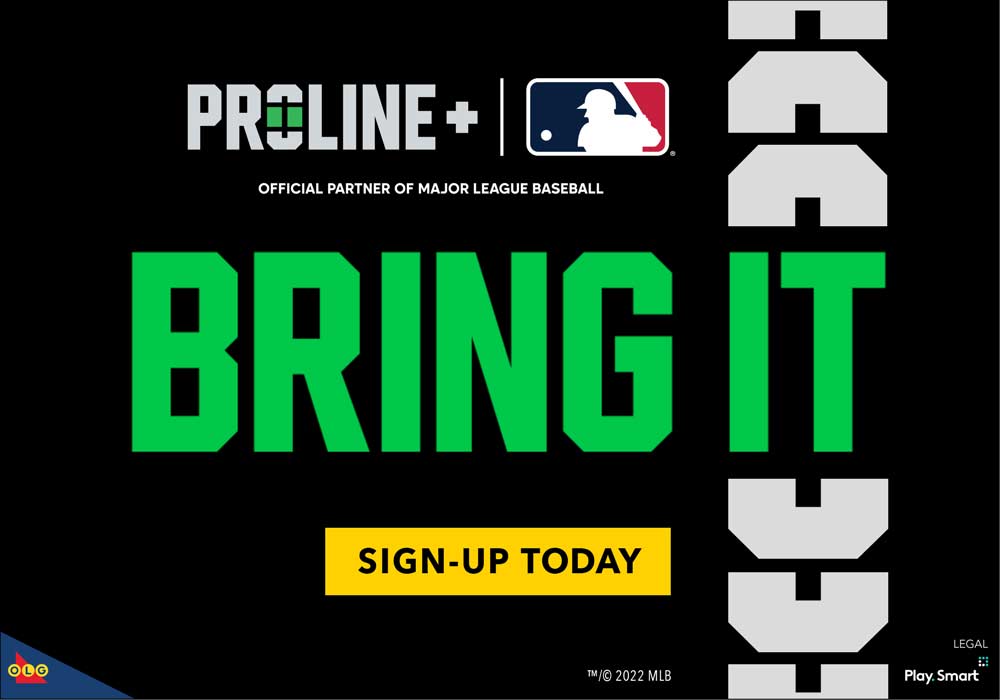 PROLINE+
®
OFFICIAL PARTNER OF MAJOR LEAGUE BASEBALL
BRING IT
SIGN-UP TODAY
OLG
™/© 2022 MLB
LEGAL
Play.Smart